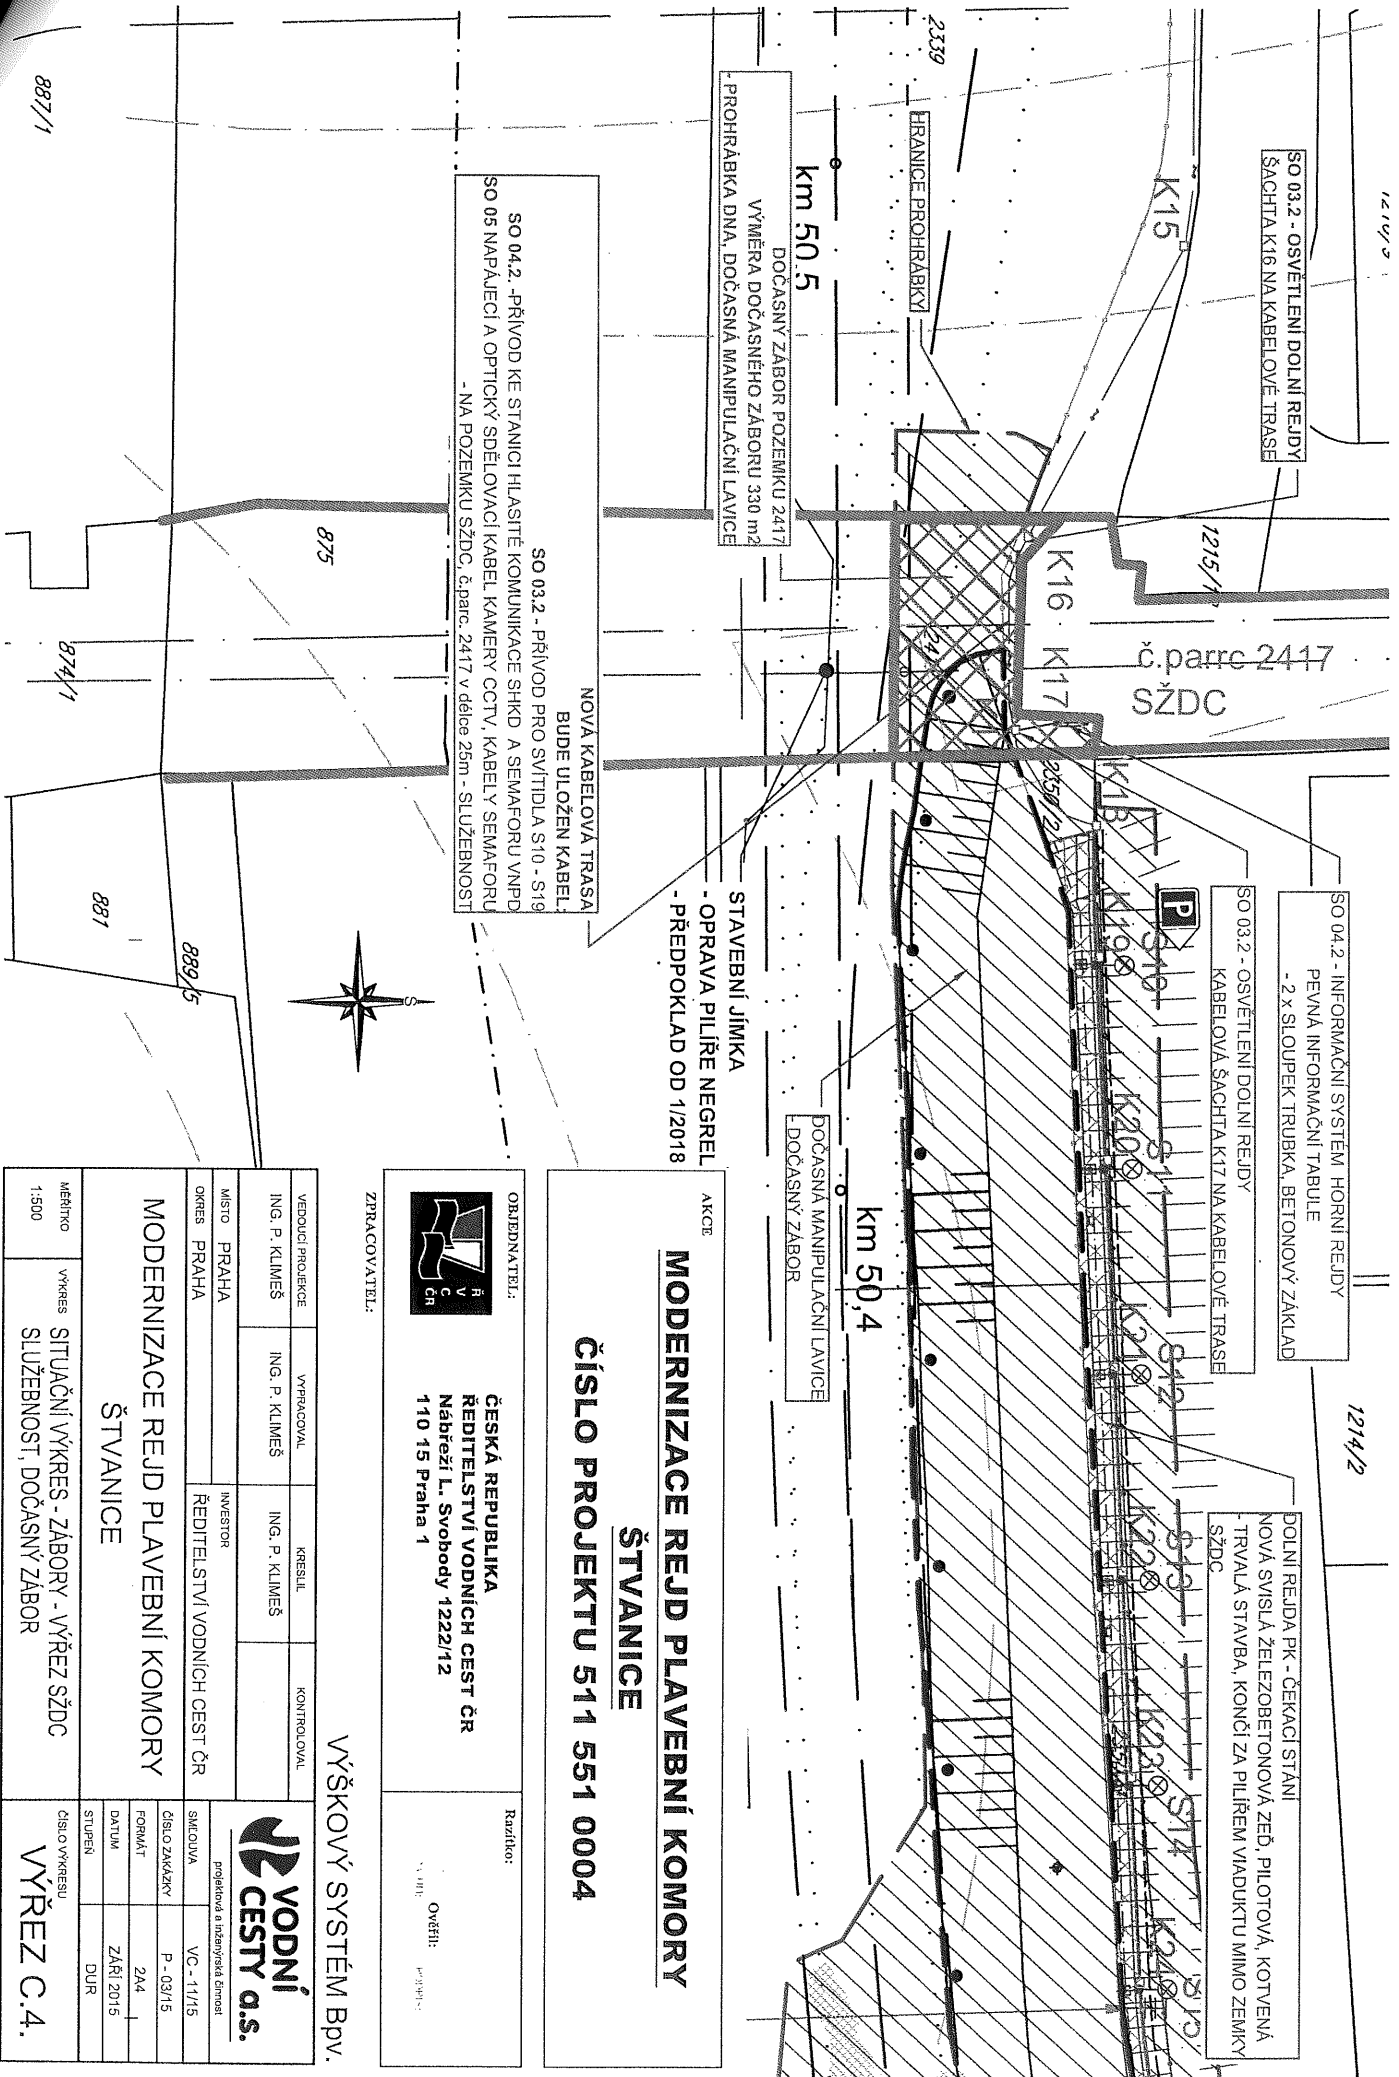 SO 03.2 - OSVĚTLENÍ DOLNÍ REJDY
ŠACHTA K16 NA KABELOVÉ TRASE
SO 04.2 - INFORMAČNÍ SYSTÉM HORNÍ REJDY
PEVNÁ INFORMAČNÍ TABULE
- 2 x SLOUPEK TRUBKA, BETONOVÝ ZÁKLAD
1214/2
SO 03.2 - OSVĚTLENÍ DOLNÍ REJDY
KABELOVÁ ŠACHTA K17 NA KABELOVÉ TRASE
DOLNÍ REJDA PK - ČEKACÍ STÁNÍ
NOVÁ SVISLÁ ŽELEZOBETONOVÁ ZEĎ, PILOTOVÁ, KOTVENÁ
- TRVALÁ STAVBA, KONČÍ ZA PILÍŘEM VIADUKTU MIMO ZEMKY
SŽDC
1215/1
č.parrc 2417
SŽDC
P
K15
K16
K17
K18
K19
S10
K20
S11
K21
S12
K22
S13
K23
S14
K24
S15
2339
2350/2
HRANICE PROHRÁBKY
km 50.5
km 50,4
DOČASNÝ ZÁBOR POZEMKU 2417
VÝMĚRA DOČASNÉHO ZÁBORU 330 m2
- PROHRÁBKA DNA, DOČASNÁ MANIPULAČNÍ LAVICE
DOČASNÁ MANIPULAČNÍ LAVICE
- DOČASNÝ ZÁBOR
STAVEBNÍ JÍMKA
- OPRAVA PILÍŘE NEGREL
- PŘEDPOKLAD OD 1/2018
NOVÁ KABELOVÁ TRASA
BUDE ULOŽEN KABEL:
SO 03.2 - PŘÍVOD PRO SVÍTIDLA S10 - S19
SO 04.2. -PŘÍVOD KE STANICI HLASITÉ KOMUNIKACE SHKD A SEMAFORU VNPD
SO 05 NAPÁJECÍ A OPTICKÝ SDĚLOVACÍ KABEL KAMERY CCTV, KABELY SEMAFORU
- NA POZEMKU SŽDC, č.parc. 2417 v délce 25m - SLUŽEBNOST
887/1
875
874/1
881
889/5
S
AKCE
MODERNIZACE REJD PLAVEBNÍ KOMORY
ŠTVANICE
ČÍSLO PROJEKTU 511 551 0004
OBJEDNATEL:
Ř
V
C
ČR
ČESKÁ REPUBLIKA
ŘEDITELSTVÍ VODNÍCH CEST ČR
Nábřeží L. Svobody 1222/12
110 15 Praha 1
Razítko:
Ověřil:
ZPRACOVATEL:
VÝŠKOVÝ SYSTÉM Bpv.
VEDOUCÍ PROJEKCE
VYPRACOVAL
KRESLIL
KONTROLOVAL
ING. P. KLIMEŠ
ING. P. KLIMEŠ
ING. P. KLIMEŠ
VODNÍ
CESTY a.s.
projektová a inženýrská činnost
MÍSTO PRAHA
OKRES PRAHA
INVESTOR
ŘEDITELSTVÍ VODNÍCH CEST ČR
MODERNIZACE REJD PLAVEBNÍ KOMORY
ŠTVANICE
SMLOUVA VC - 11/15
ČÍSLO ZAKÁZKY P - 03/15
FORMÁT 2A4
DATUM ZÁŘÍ 2015
STUPEŇ DUR
MĚŘÍTKO
1:500
VÝKRES SITUAČNÍ VÝKRES - ZÁBORY - VÝŘEZ SŽDC
SLUŽEBNOST, DOČASNÝ ZÁBOR
ČÍSLO VÝKRESU
VÝŘEZ C.4.